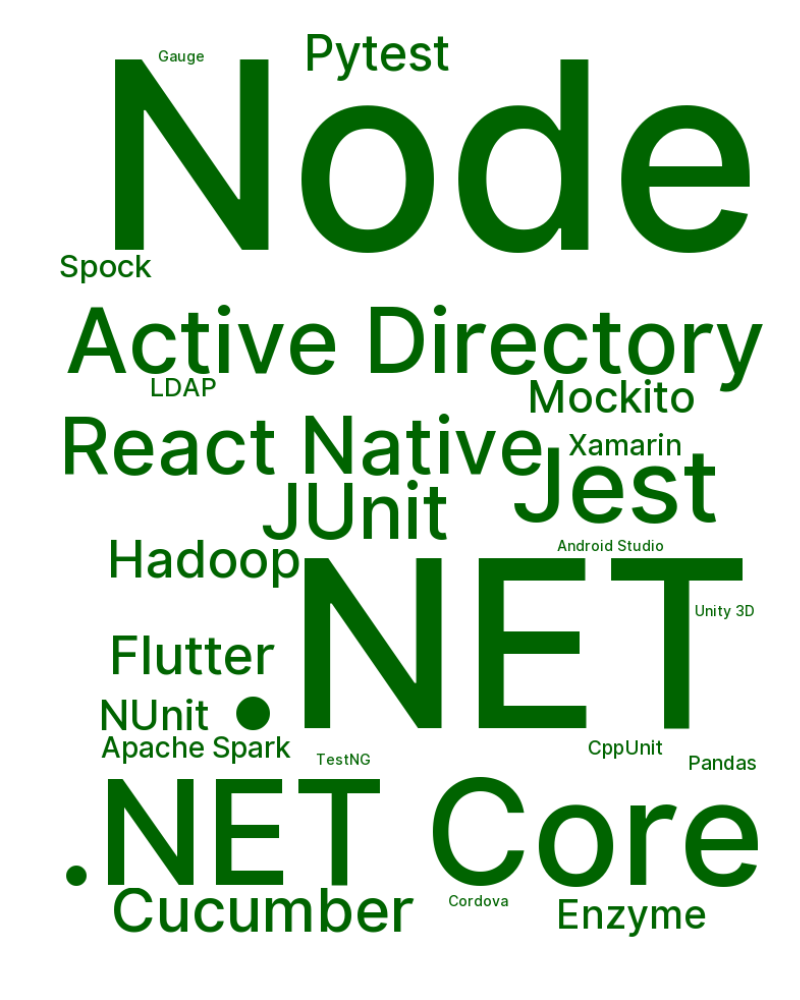 Pytest
Gauge
Node
Spock
Active Directory
LDAP
Mockito
React Native
Xamarin
Jest
JUnit
Hadoop
Android Studio
.NET
Unity 3D
Flutter
NUnit
Apache Spark
CppUnit
TestNG
Pandas
.NET Core
Cucumber
Cordova
Enzyme